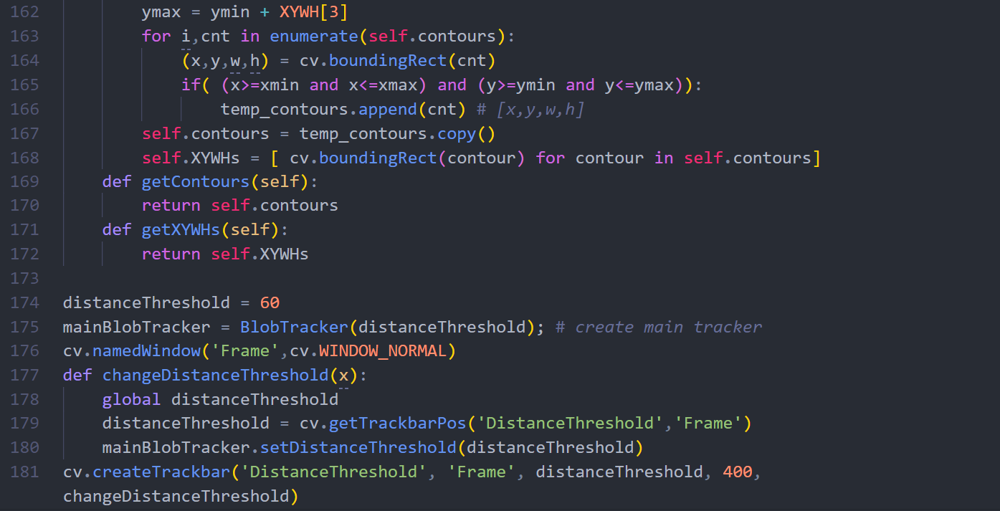 162 ymax = ymin + XYWH[3]
163 for i,cnt in enumerate(self.contours):
164 (x,y,w,h) = cv.boundingRect(cnt)
165 if( (x>=xmin and x<=xmax) and (y>=ymin and y<=ymax)):
166 temp_contours.append(cnt) # [x,y,w,h]
167 self.contours = temp_contours.copy()
168 self.XYWHs = [ cv.boundingRect(contour) for contour in self.contours]
169 def getContours(self):
170 return self.contours
171 def getXYWHs(self):
172 return self.XYWHs
173
174 distanceThreshold = 60
175 mainBlobTracker = BlobTracker(distanceThreshold); # create main tracker
176 cv.namedWindow('Frame',cv.WINDOW_NORMAL)
177 def changeDistanceThreshold(x):
178 global distanceThreshold
179 distanceThreshold = cv.getTrackbarPos('DistanceThreshold','Frame')
180 mainBlobTracker.setDistanceThreshold(distanceThreshold)
181 cv.createTrackbar('DistanceThreshold', 'Frame', distanceThreshold, 400,
changeDistanceThreshold)